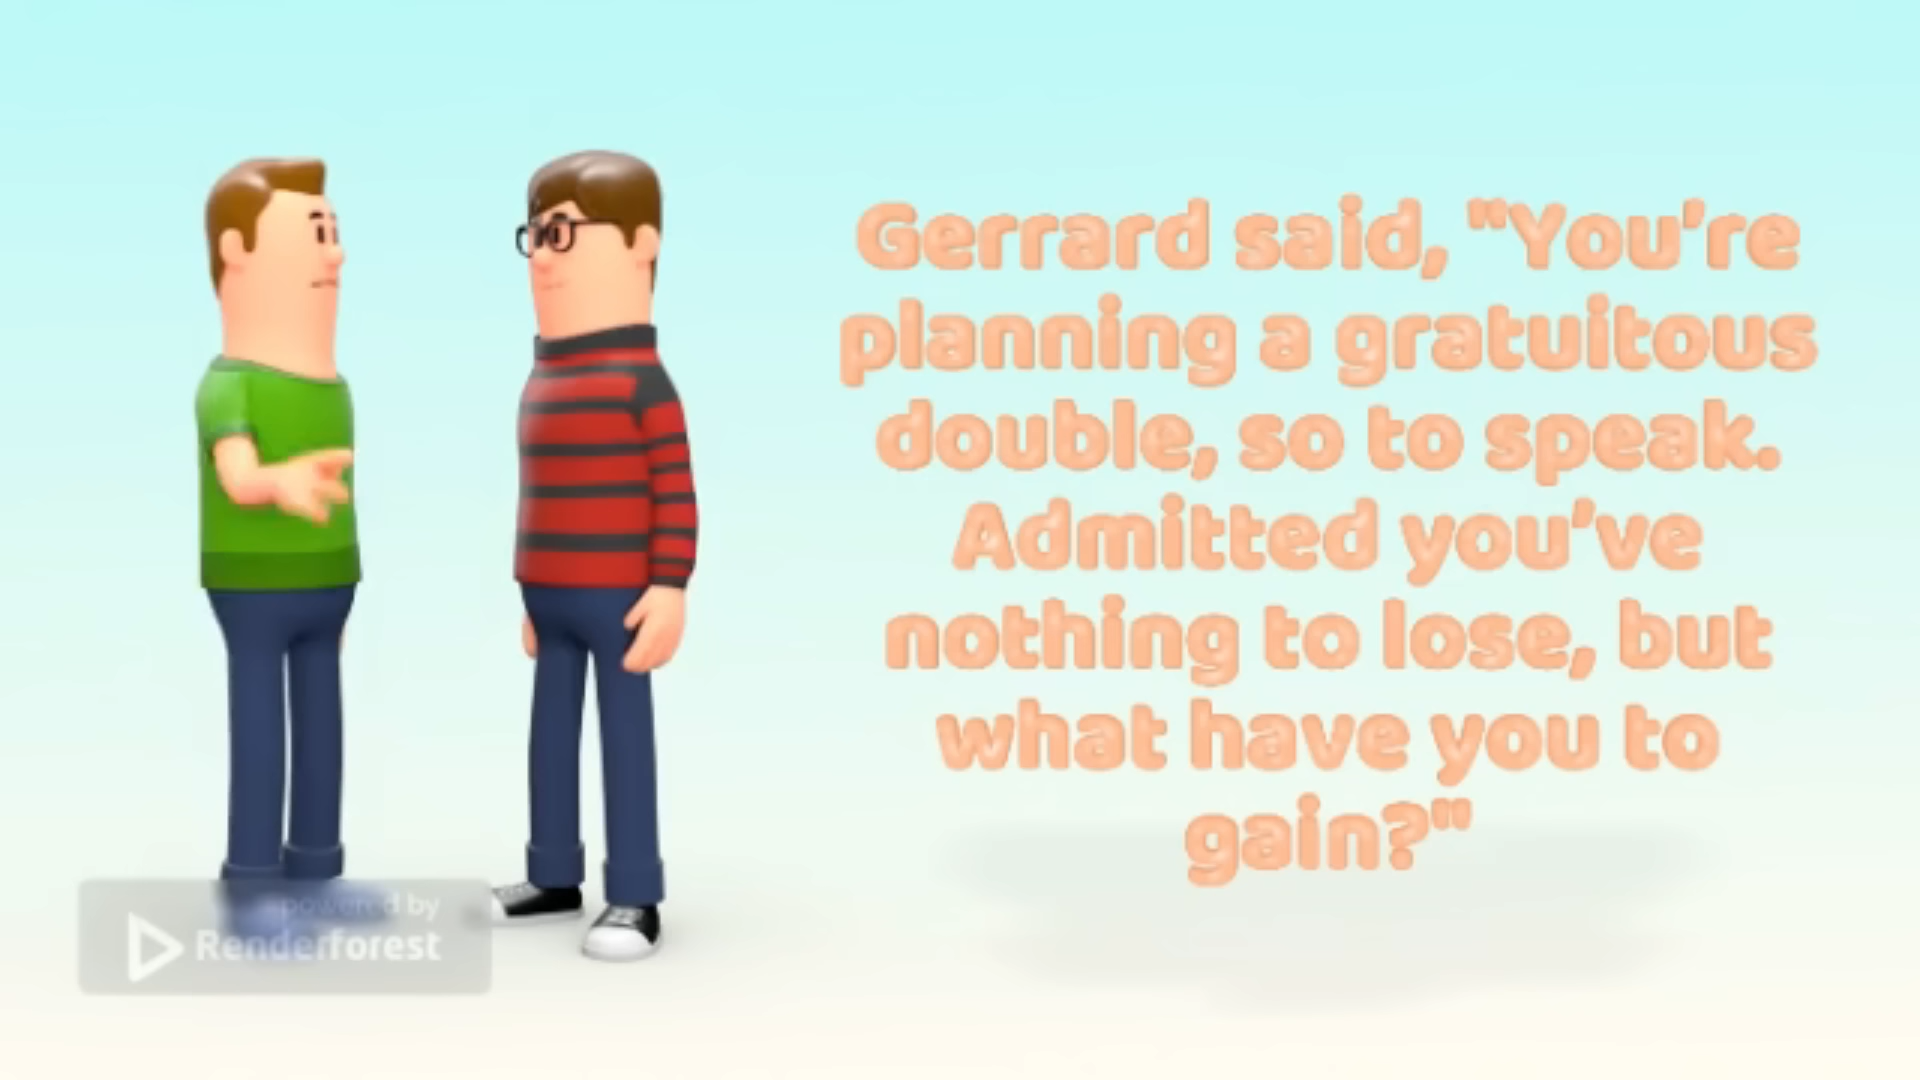 Gerrard said, "You're
planning a gratuitous
double, so to speak.
Admitted you've
nothing to lose, but
what have you to
gain?"
powered by
Renderforest